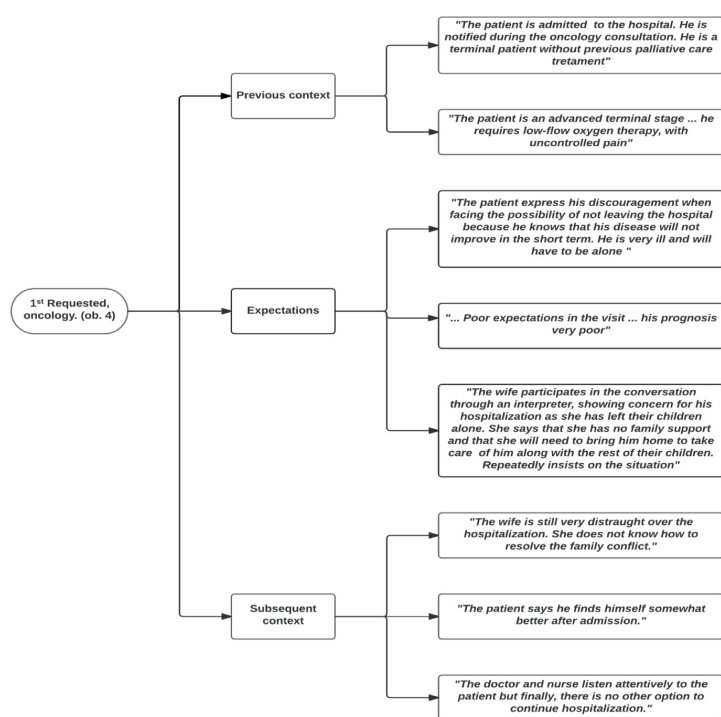 "The patient is admitted  to the hospital. He is
notified during the oncology consultation. He is a
terminal patient without previous palliative care
tretament"
Previous context
"The patient is an advanced terminal stage ... he
requires low-flow oxygen therapy, with
uncontrolled pain"
"The patient express his discouragement when
facing the possibility of not leaving the hospital
because he knows that his disease will not
improve in the short term. He is very ill and will
have to be alone "
1st Requested,
oncology. (ob. 4)
Expectations
"... Poor expectations in the visit ... his prognosis
very poor"
"The wife participates in the conversation
through an interpreter, showing concern for his
hospitalization as she has left their children
alone. She says that she has no family support
and that she will need to bring him home to take
care  of him along with the rest of their children.
Repeatedly insists on the situation"
"The wife is still very distraught over the
hospitalization. She does not know how to
resolve the family conflict."
Subsequent
context
"The patient says he finds himself somewhat
better after admission."
"The doctor and nurse listen attentively to the
patient but finally, there is no other option to
continue hospitalization."